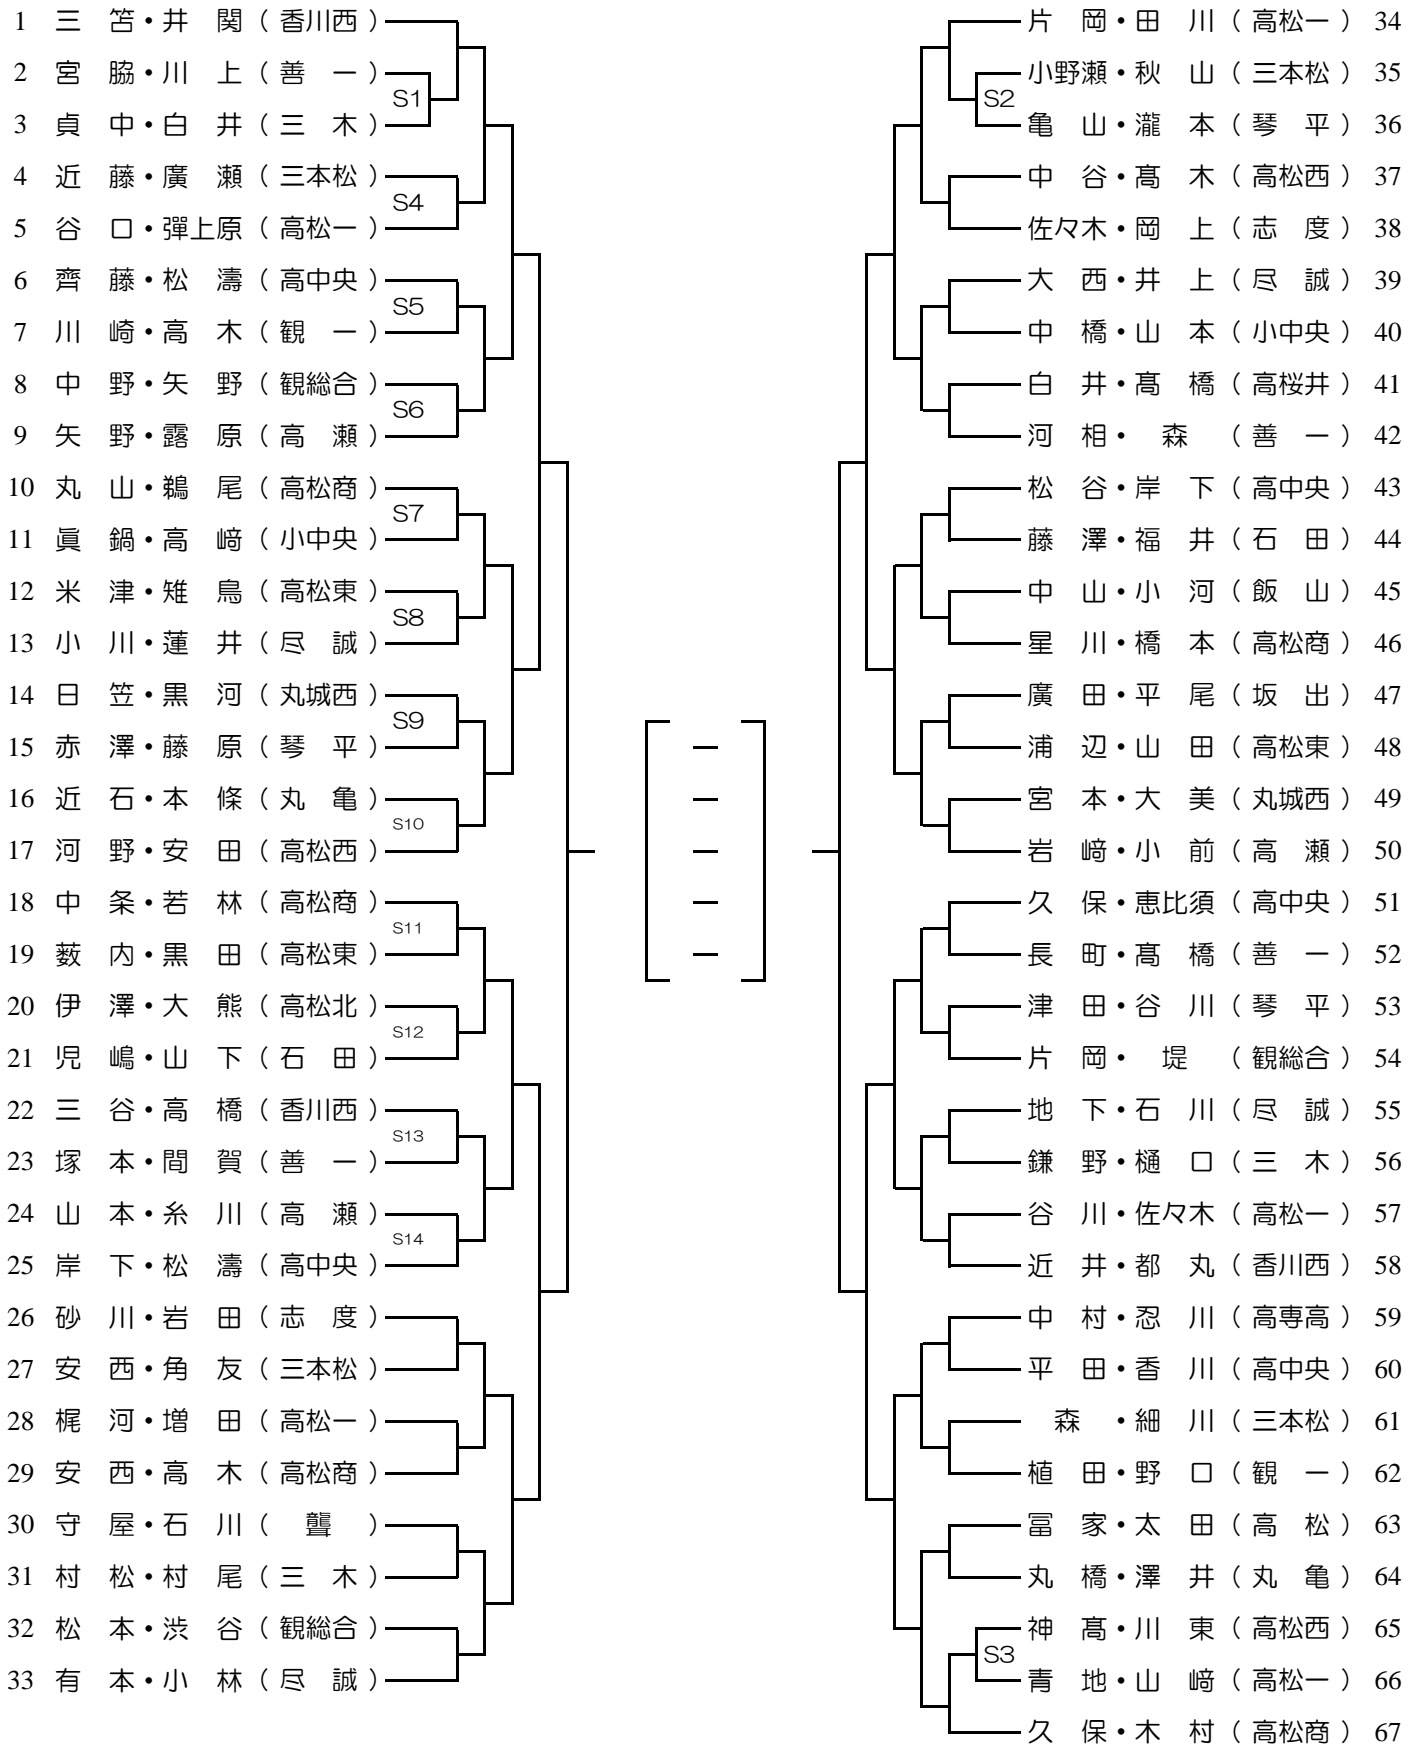 1 三 笘・井 関 ( 香川西 )
2 宮 脇・川 上 ( 善 一 )
S1
3 貞 中・白 井 ( 三 木 )
4 近 藤・廣 瀬 ( 三本松 )
S4
5 谷 口・彈上原 ( 高松一 )
6 齊 藤・松 濤 ( 高中央 )
S5
7 川 崎・高 木 ( 観 一 )
8 中 野・矢 野 ( 観総合 )
S6
9 矢 野・露 原 ( 高 瀬 )
10 丸 山・鵜 尾 ( 高松商 )
S7
11 眞 鍋・高 﨑 ( 小中央 )
12 米 津・雉 鳥 ( 高松東 )
S8
13 小 川・蓮 井 ( 尽 誠 )
14 日 笠・黒 河 ( 丸城西 )
S9
15 赤 澤・藤 原 ( 琴 平 )
16 近 石・本 條 ( 丸 亀 )
S10
17 河 野・安 田 ( 高松西 )
18 中 条・若 林 ( 高松商 )
S11
19 薮 内・黒 田 ( 高松東 )
20 伊 澤・大 熊 ( 高松北 )
S12
21 児 嶋・山 下 ( 石 田 )
22 三 谷・高 橋 ( 香川西 )
S13
23 塚 本・間 賀 ( 善 一 )
24 山 本・糸 川 ( 高 瀬 )
S14
25 岸 下・松 濤 ( 高中央 )
26 砂 川・岩 田 ( 志 度 )
27 安 西・角 友 ( 三本松 )
28 梶 河・増 田 ( 高松一 )
29 安 西・高 木 ( 高松商 )
30 守 屋・石 川 ( 聾 )
31 村 松・村 尾 ( 三 木 )
32 松 本・渋 谷 ( 観総合 )
33 有 本・小 林 ( 尽 誠 )
—
—
—
—
—
片 岡・田 川 ( 高松一 ) 34
小野瀬・秋 山 ( 三本松 ) 35
S2
亀 山・瀧 本 ( 琴 平 ) 36
中 谷・髙 木 ( 高松西 ) 37
佐々木・岡 上 ( 志 度 ) 38
大 西・井 上 ( 尽 誠 ) 39
中 橋・山 本 ( 小中央 ) 40
白 井・髙 橋 ( 高桜井 ) 41
河 相・ 森 ( 善 一 ) 42
松 谷・岸 下 ( 高中央 ) 43
藤 澤・福 井 ( 石 田 ) 44
中 山・小 河 ( 飯 山 ) 45
星 川・橋 本 ( 高松商 ) 46
廣 田・平 尾 ( 坂 出 ) 47
浦 辺・山 田 ( 高松東 ) 48
宮 本・大 美 ( 丸城西 ) 49
岩 﨑・小 前 ( 高 瀬 ) 50
久 保・恵比須 ( 高中央 ) 51
長 町・髙 橋 ( 善 一 ) 52
津 田・谷 川 ( 琴 平 ) 53
片 岡・ 堤 ( 観総合 ) 54
地 下・石 川 ( 尽 誠 ) 55
鎌 野・樋 口 ( 三 木 ) 56
谷 川・佐々木 ( 高松一 ) 57
近 井・都 丸 ( 香川西 ) 58
中 村・忍 川 ( 高専高 ) 59
平 田・香 川 ( 高中央 ) 60
森 ・細 川 ( 三本松 ) 61
植 田・野 口 ( 観 一 ) 62
冨 家・太 田 ( 高 松 ) 63
丸 橋・澤 井 ( 丸 亀 ) 64
神 髙・川 東 ( 高松西 ) 65
S3
青 地・山 﨑 ( 高松一 ) 66
久 保・木 村 ( 高松商 ) 67